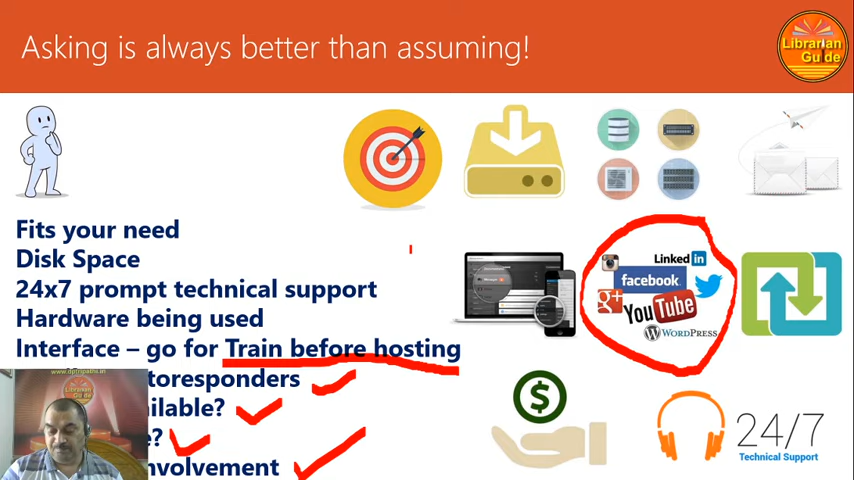 Asking is always better than assuming!
Librarian
Guide
Fits your need
Disk Space
24x7 prompt technical support
Hardware being used
Interface – go for Train before hosting
toresponders
ilable?
e?
nvolvement
Linked in
facebook
g+
YouTube
WORDPRESS
$
24/7
Technical Support